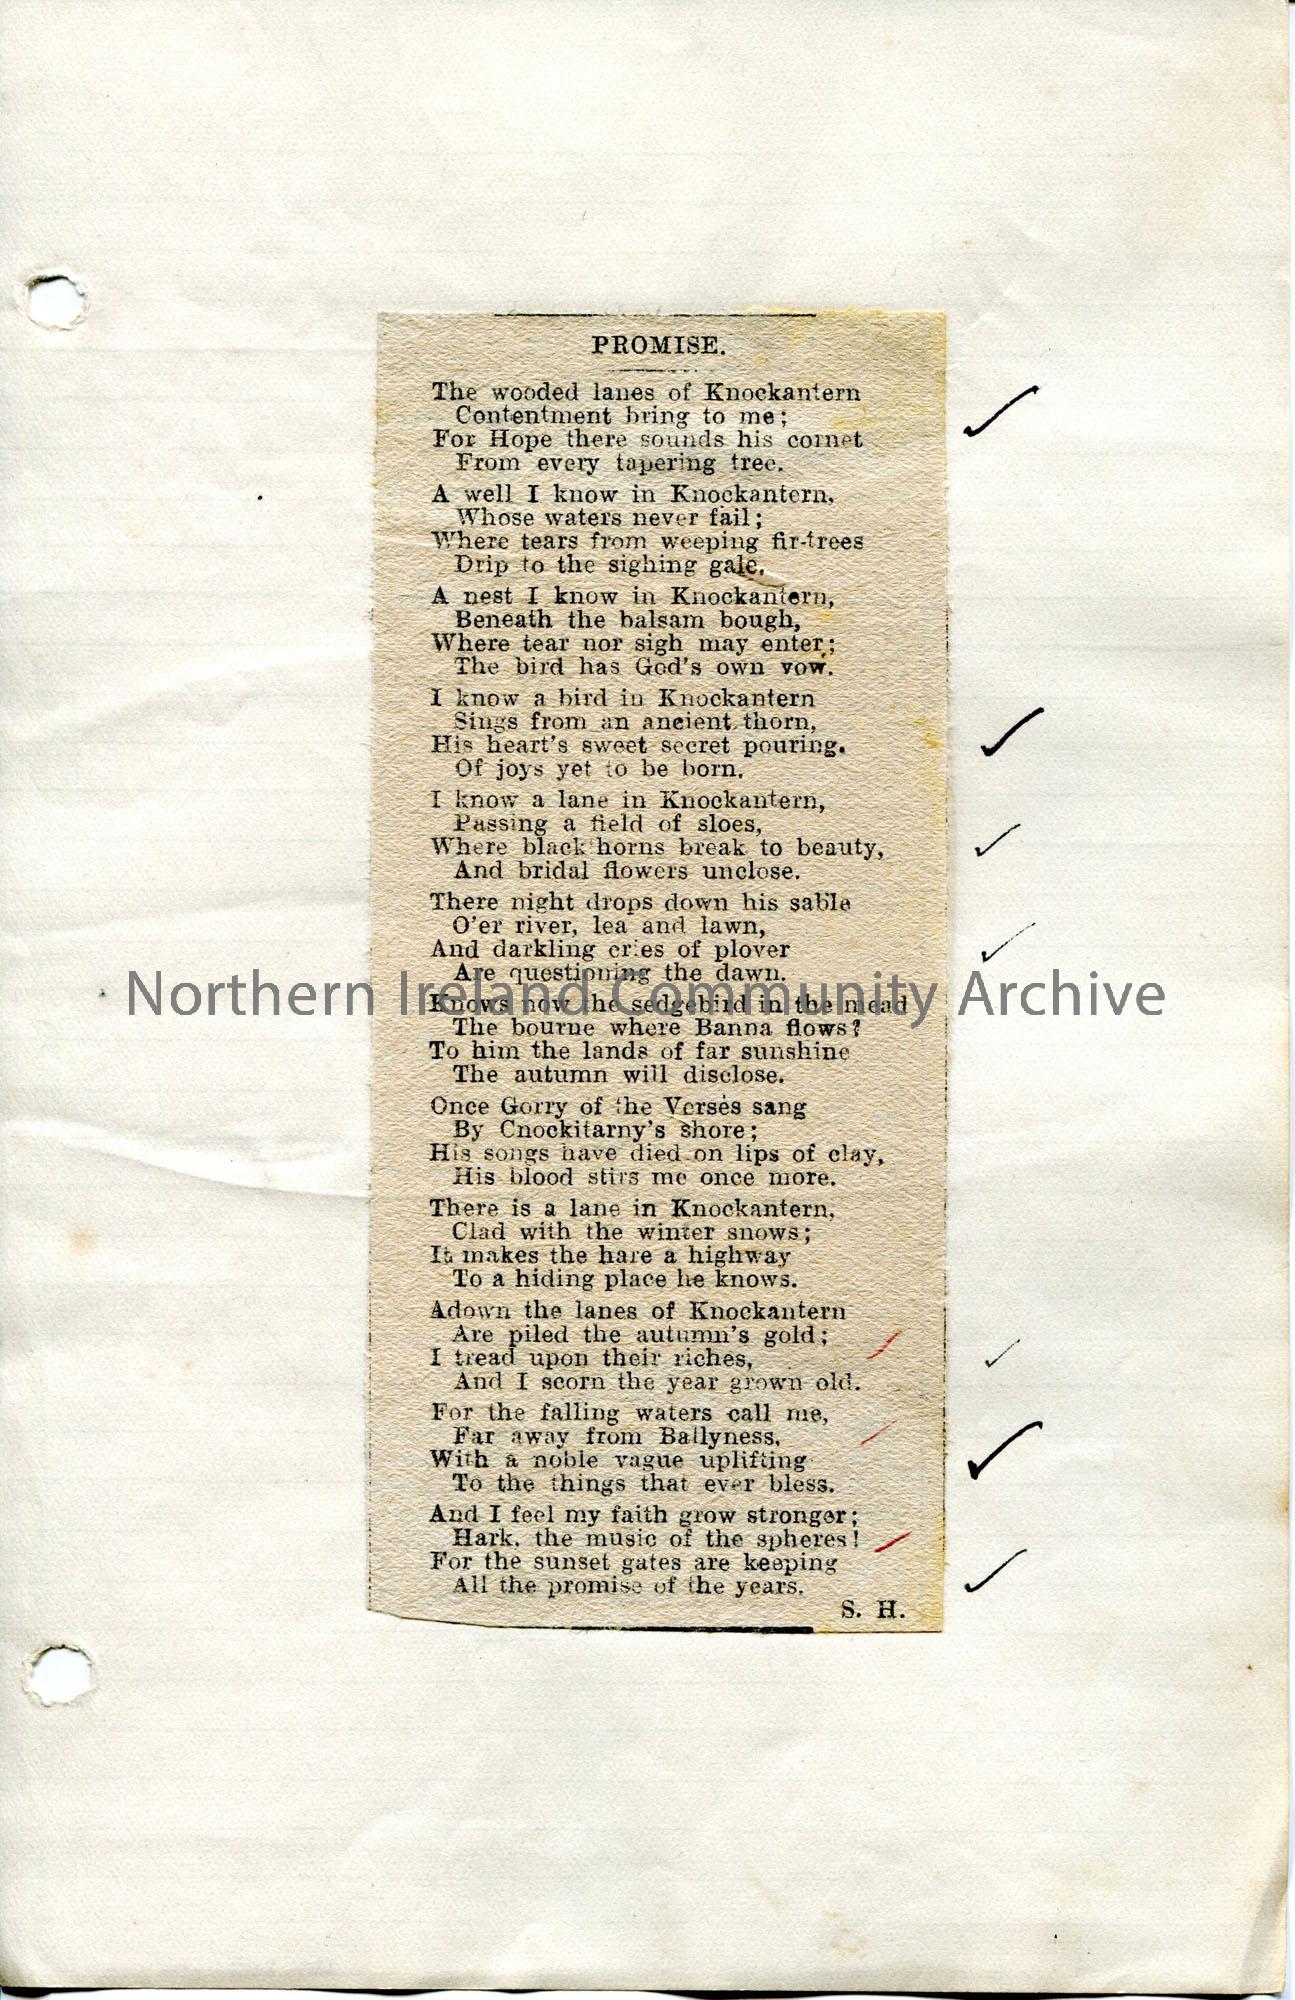 PROMISE.
The wooded lanes of Knockantern
Contentment bring to me;
For Hope there sounds his cornet
From every tapering tree.
A well I know in Knockantern,
Whose waters never fail;
Where tears from weeping fir-trees
Drip to the sighing gale.
A nest I know in Knockantern,
Beneath the balsam bough,
Where tear nor sigh may enter;
The bird has God's own vow.
I know a bird in Knockantern
Sings from an ancient thorn,
His heart's sweet secret pouring.
Of joys yet to be born.
I know a lane in Knockantern,
Passing a field of sloes,
Where blackthorns break to beauty,
And bridal flowers unclose.
There night drops down his sable
O'er river, lea and lawn,
And darkling cries of plover
Are questioning the dawn.
Northern Ireland Community Archive
Knows now the sedgebird in the mead
The bourne where Banna flows?
To him the lands of far sunshine
The autumn will disclose.
Once Gorry of the Verses sang
By Cnockitarny's shore;
His songs have died on lips of clay,
His blood stirs me once more.
There is a lane in Knockantern,
Clad with the winter snows;
It makes the hare a highway
To a hiding place he knows.
Adown the lanes of Knockantern
Are piled the autumn's gold;
I tread upon their riches,
And I scorn the year grown old.
For the falling waters call me,
Far away from Ballyness,
With a noble vague uplifting
To the things that ever bless.
And I feel my faith grow stronger;
Hark, the music of the spheres!
For the sunset gates are keeping
All the promise of the years.
S. H.